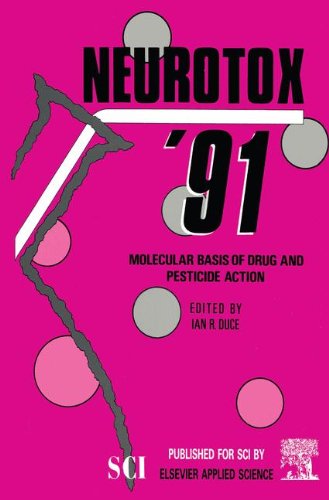 NEUROTOX
'91
MOLECULAR BASIS OF DRUG AND
PESTICIDE ACTION
EDITED BY
IAN R. DUCE
SCI
PUBLISHED FOR SCI BY
ELSEVIER APPLIED SCIENCE